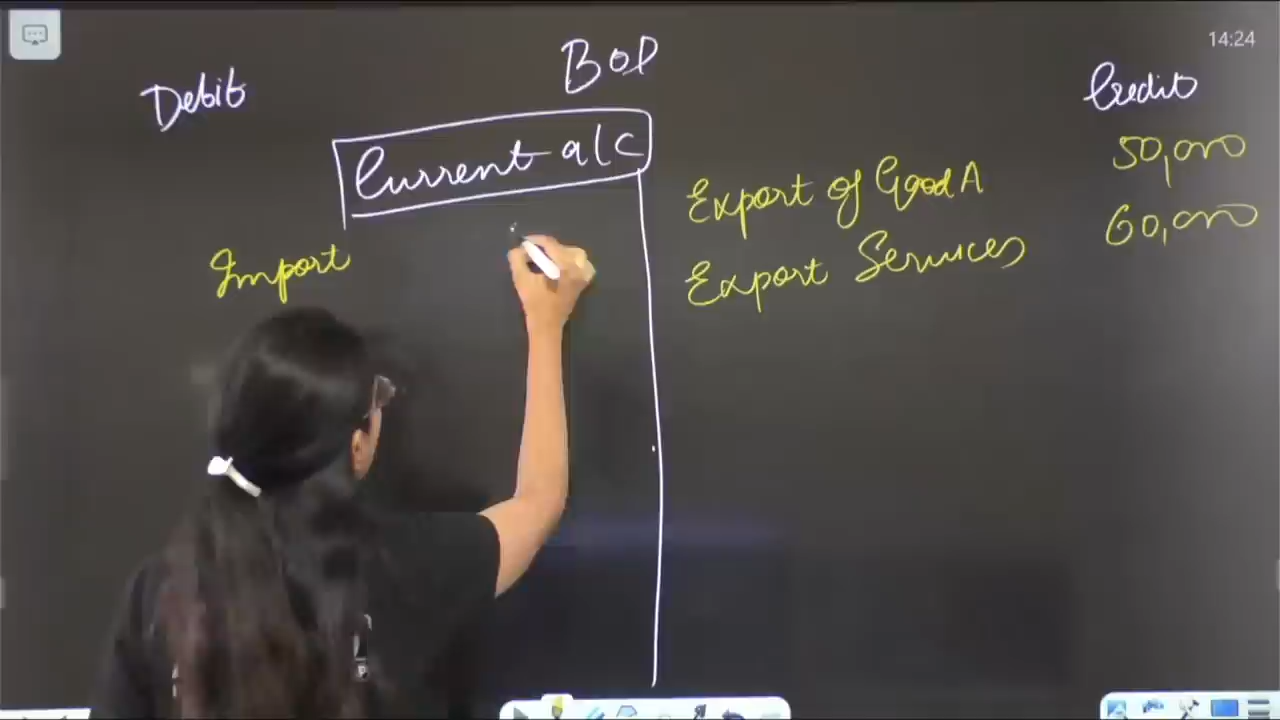 14:24
BOP
Debit
Credit
Current a/c
Export of Good A 50,000
Export Services 60,000
Import